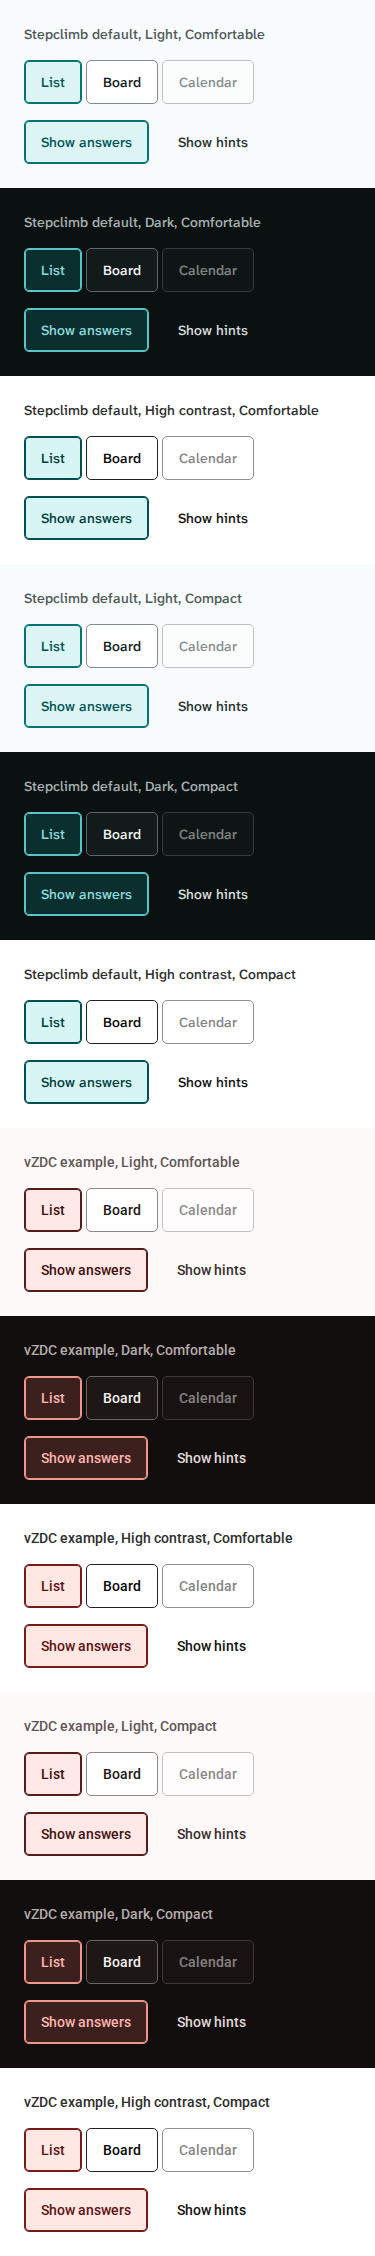 Stepclimb default, Light, Comfortable
List Board Calendar
Show answers Show hints
Stepclimb default, Dark, Comfortable
List Board Calendar
Show answers Show hints
Stepclimb default, High contrast, Comfortable
List Board Calendar
Show answers Show hints
Stepclimb default, Light, Compact
List Board Calendar
Show answers Show hints
Stepclimb default, Dark, Compact
List Board Calendar
Show answers Show hints
Stepclimb default, High contrast, Compact
List Board Calendar
Show answers Show hints
vZDC example, Light, Comfortable
List Board Calendar
Show answers Show hints
vZDC example, Dark, Comfortable
List Board Calendar
Show answers Show hints
vZDC example, High contrast, Comfortable
List Board Calendar
Show answers Show hints
vZDC example, Light, Compact
List Board Calendar
Show answers Show hints
vZDC example, Dark, Compact
List Board Calendar
Show answers Show hints
vZDC example, High contrast, Compact
List Board Calendar
Show answers Show hints